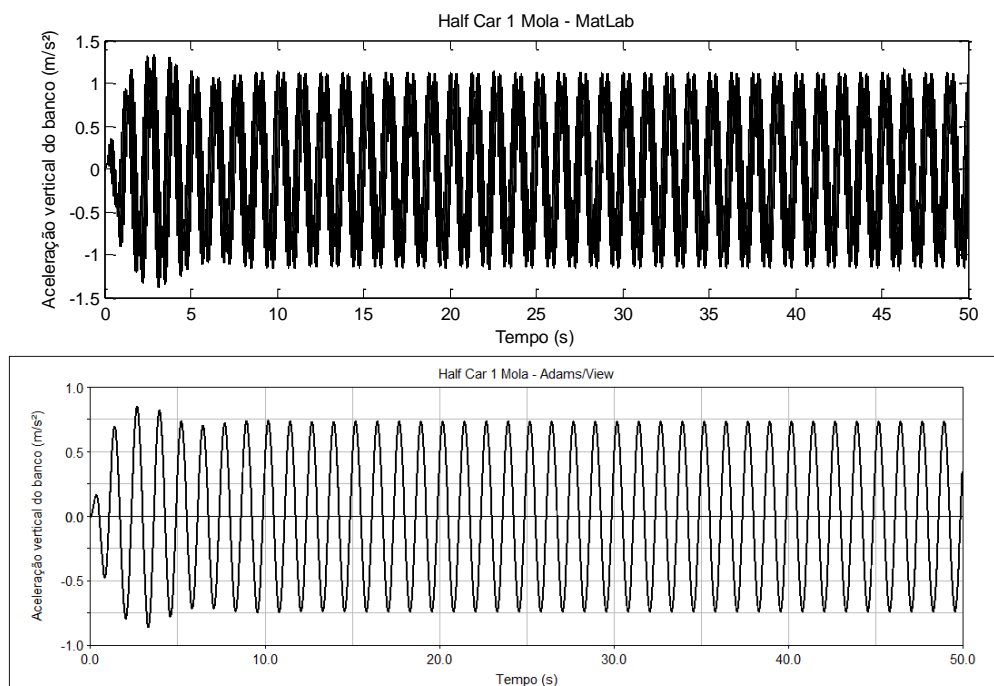 Half Car 1 Mola - MatLab
Aceleração vertical do banco (m/s²)
1.5
1
0.5
0
-0.5
-1
-1.5
0 5 10 15 20 25 30 35 40 45 50
Tempo (s)
Half Car 1 Mola - Adams/View
Aceleração vertical do banco (m/s²)
1.0
0.5
0.0
-0.5
-1.0
0.0 10.0 20.0 30.0 40.0 50.0
Tempo (s)